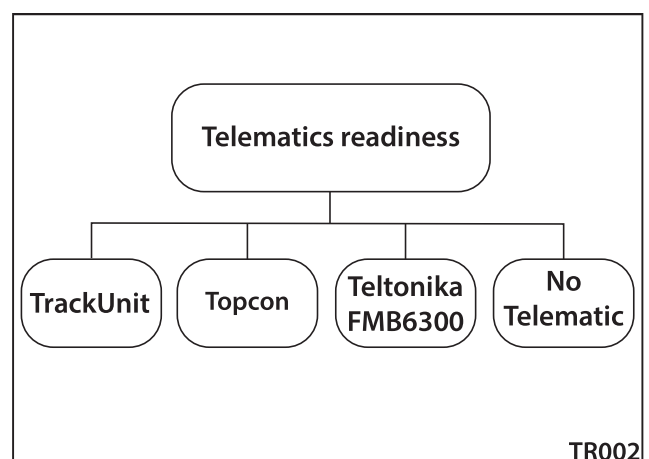 Telematics readiness
TrackUnit
Topcon
Teltonika
FMB6300
No
Telematic
TR002